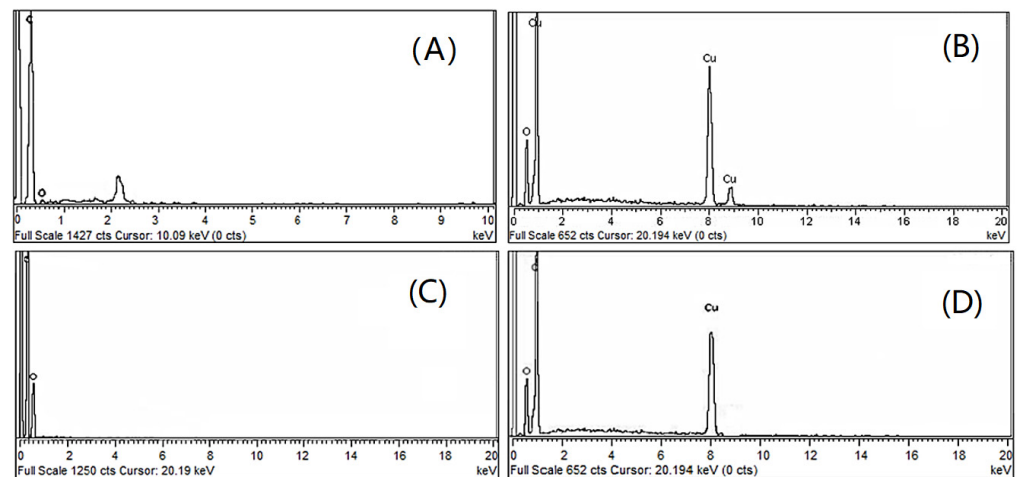 C
(A)
O
0 1 2 3 4 5 6 7 8 9 10
Full Scale 1427 cts Cursor: 10.09 keV (0 cts) keV
Cu
(B)
Cu
O
Cu
0 2 4 6 8 10 12 14 16 18 20
Full Scale 652 cts Cursor: 20.194 keV (0 cts) keV
(C)
O
0 2 4 6 8 10 12 14 16 18 20
Full Scale 1250 cts Cursor: 20.19 keV keV
(D)
Cu
O
0 2 4 6 8 10 12 14 16 18 20
Full Scale 652 cts Cursor: 20.194 keV (0 cts) keV